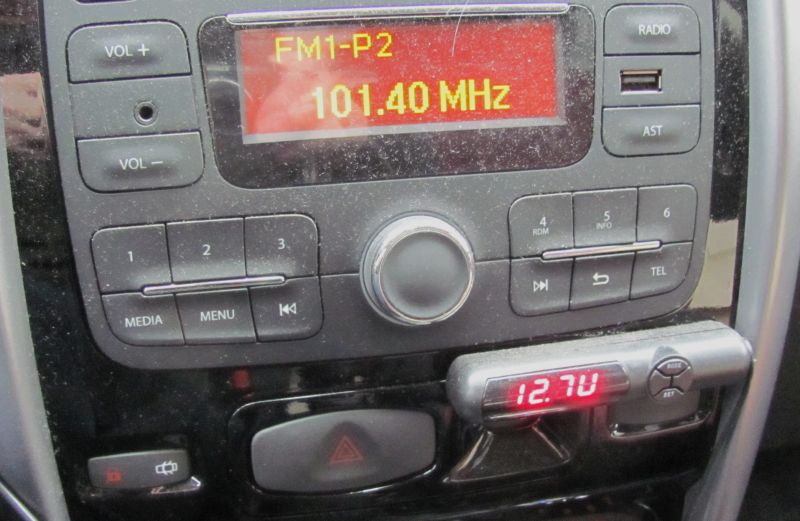 FM1-P2
101.40 MHz
VOL +
VOL −
RADIO
AST
1
2
3
MEDIA
MENU
4
RDM
5
INFO
6
TEL
12.7U
SET